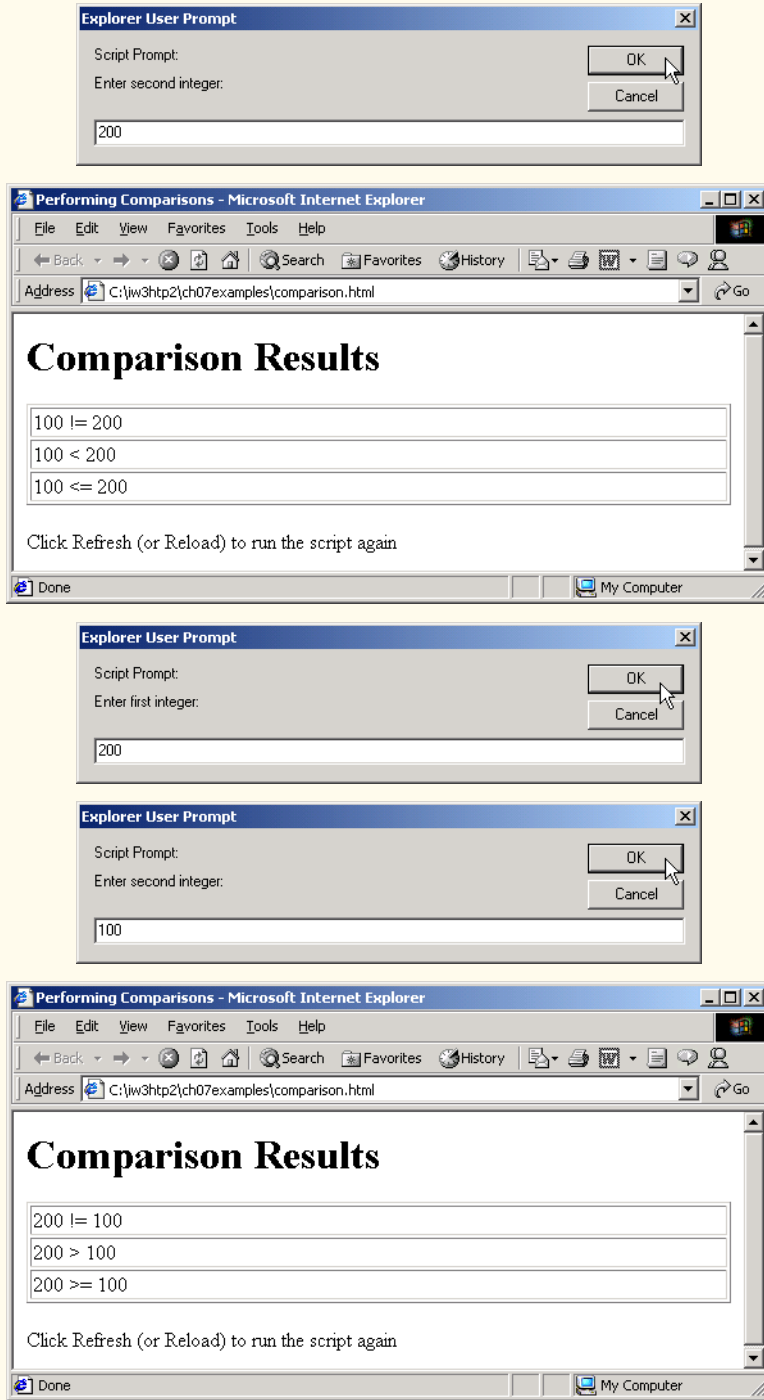 Explorer User Prompt
Script Prompt:
OK
Enter second integer:
Cancel
200
Performing Comparisons - Microsoft Internet Explorer
File Edit View Favorites Tools Help
Back Search Favorites History
Address C:\iw3htp2\ch07examples\comparison.html Go
Comparison Results
100 != 200
100 < 200
100 <= 200
Click Refresh (or Reload) to run the script again
Done My Computer
Explorer User Prompt
Script Prompt:
OK
Enter first integer:
Cancel
200
Explorer User Prompt
Script Prompt:
OK
Enter second integer:
Cancel
100
Performing Comparisons - Microsoft Internet Explorer
File Edit View Favorites Tools Help
Back Search Favorites History
Address C:\iw3htp2\ch07examples\comparison.html Go
Comparison Results
200 != 100
200 > 100
200 >= 100
Click Refresh (or Reload) to run the script again
Done My Computer